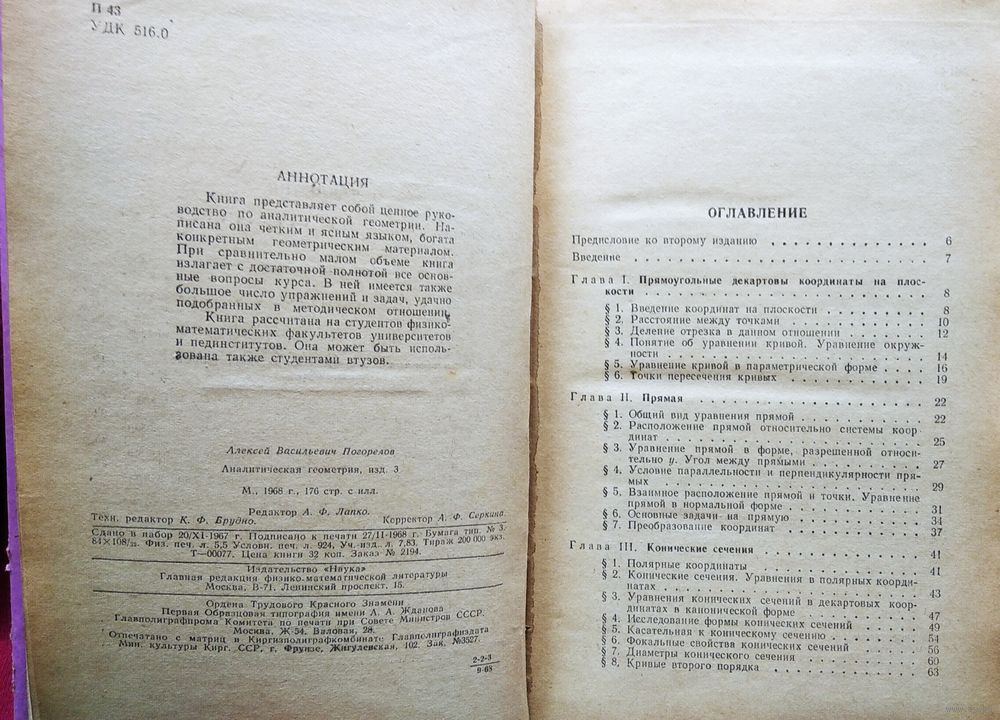 П 43
УДК 516.0
АННОТАЦИЯ
Книга представляет собой ценное руко-
водство по аналитической геометрии. На-
писана она четким и ясным языком, богата
конкретным геометрическим материалом.
При сравнительно малом объеме книга
излагает с достаточной полнотой все основ-
ные вопросы курса. В ней имеется также
большое число упражнений и задач, удачно
подобранных в методическом отношении.
Книга рассчитана на студентов физико-
математических факультетов университетов
и пединститутов. Она может быть исполь-
зована также студентами втузов.
Алексей Васильевич Погорелов
Аналитическая геометрия, изд. 3
М., 1968 г., 176 стр. с илл.
Редактор А. Ф. Лапко.
Техн. редактор К. Ф. Брудно. Корректор А. Ф. Серкина.
Сдано в набор 20/XI-1967 г. Подписано к печати 27/II-1968 г. Бумага тип. № 3.
84×108/32. Физ. печ. л. 5,5 Условн. печ. л. 9,24. Уч.-изд. л. 7,83. Тираж 200 000 экз.
Т—00077. Цена книги 32 коп. Заказ № 2194.
Издательство «Наука»
Главная редакция физико-математической литературы
Москва, В-71, Ленинский проспект, 15.
Ордена Трудового Красного Знамени
Первая Образцовая типография имени А. А. Жданова
Главполиграфпрома Комитета по печати при Совете Министров СССР.
Москва, Ж-54, Валовая, 28.
Отпечатано с матриц в Киргизполиграфкомбинате Главполиграфиздата
Мин. культуры Кирг. ССР, г. Фрунзе, Жигулевская, 102. Зак. №3527.
2-2-3
9-68
ОГЛАВЛЕНИЕ
Предисловие ко второму изданию . . . . . . . . . . 6
Введение . . . . . . . . . . 7
Глава I. Прямоугольные декартовы координаты на плос-
кости . . . . . . . . . . 8
§ 1. Введение координат на плоскости . . . . . . 8
§ 2. Расстояние между точками . . . . . . 10
§ 3. Деление отрезка в данном отношении . . . . . . 12
§ 4. Понятие об уравнении кривой. Уравнение окруж-
ности . . . . . . . . . . 14
§ 5. Уравнение кривой в параметрической форме . . . . 16
§ 6. Точки пересечения кривых . . . . . . 19
Глава II. Прямая . . . . . . . . . . 22
§ 1. Общий вид уравнения прямой . . . . . . 22
§ 2. Расположение прямой относительно системы коор-
динат . . . . . . . . . . 25
§ 3. Уравнение прямой в форме, разрешенной относи-
тельно y. Угол между прямыми . . . . . . 27
§ 4. Условие параллельности и перпендикулярности пря-
мых . . . . . . . . . . 29
§ 5. Взаимное расположение прямой и точки. Уравнение
прямой в нормальной форме . . . . . . 31
§ 6. Основные задачи на прямую . . . . . . 34
§ 7. Преобразование координат . . . . . . 37
Глава III. Конические сечения . . . . . . 41
§ 1. Полярные координаты . . . . . . 41
§ 2. Конические сечения. Уравнения в полярных коорди-
натах . . . . . . . . . . 43
§ 3. Уравнения конических сечений в декартовых коор-
динатах в канонической форме . . . . . . 47
§ 4. Исследование формы конических сечений . . . . 49
§ 5. Касательная к коническому сечению . . . . . . 54
§ 6. Фокальные свойства конических сечений . . . . 56
§ 7. Диаметры конического сечения . . . . . . 60
§ 8. Кривые второго порядка . . . . . . 63